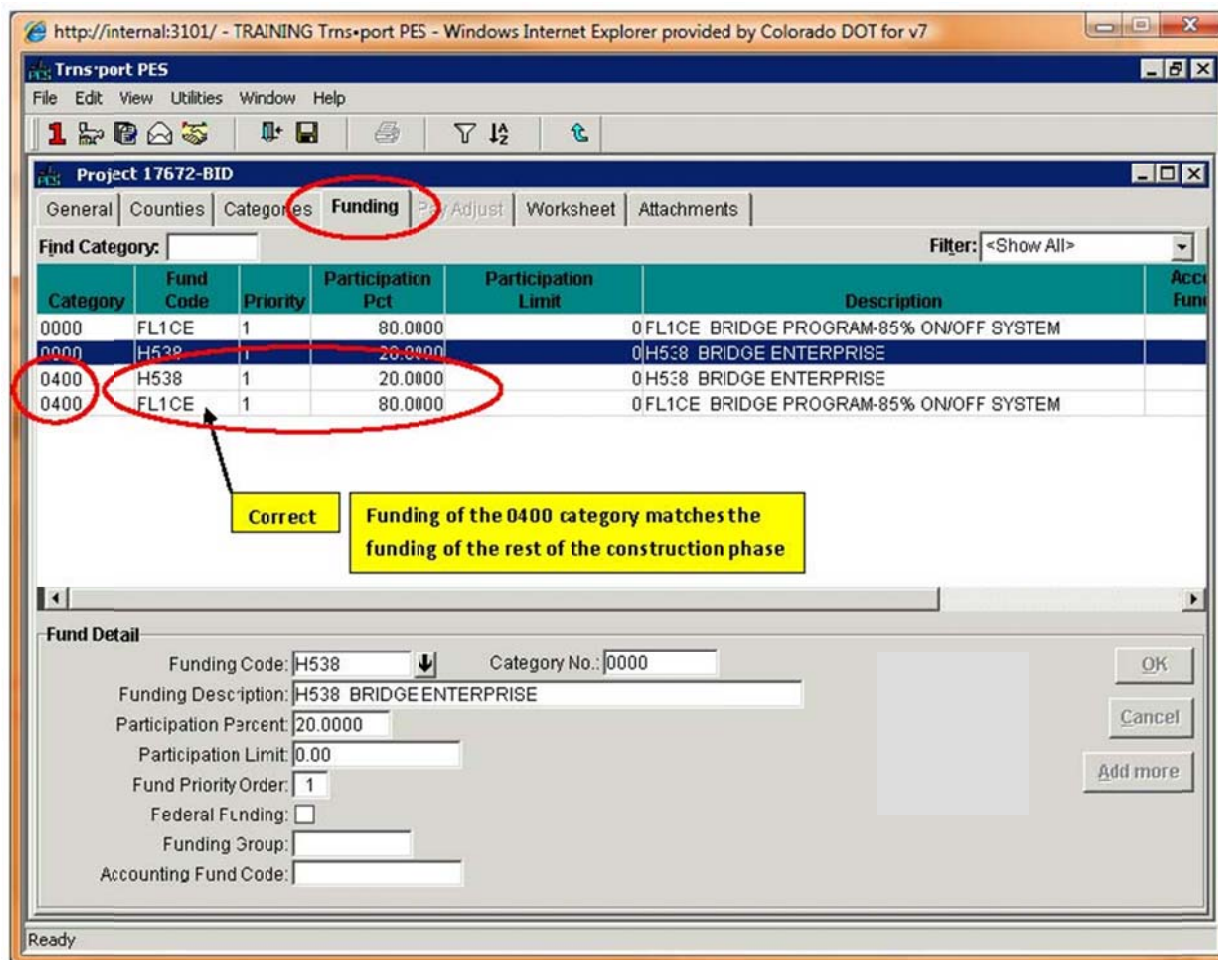 http://internal:3101/ - TRAINING Trns•port PES - Windows Internet Explorer provided by Colorado DOT for v7
Trns•port PES
File Edit View Utilities Window Help
Project 17672-BID
General Counties Categories Funding Pay Adjust Worksheet Attachments
Find Category: Filter: <Show All>
Category Fund Code Priority Participation Pct Participation Limit Description
0000 FL1CE 1 80.0000 0 FL1CE BRIDGE PROGRAM-85% ON/OFF SYSTEM
0000 H538 1 20.0000 0 H538 BRIDGE ENTERPRISE
0400 H538 1 20.0000 0 H538 BRIDGE ENTERPRISE
0400 FL1CE 1 80.0000 0 FL1CE BRIDGE PROGRAM-85% ON/OFF SYSTEM
Correct
Funding of the 0400 category matches the
funding of the rest of the construction phase
Fund Detail
Funding Code: H538 Category No.: 0000
Funding Description: H538 BRIDGE ENTERPRISE
Participation Percent: 20.0000
Participation Limit: 0.00
Fund Priority Order: 1
Federal Funding:
Funding Group:
Accounting Fund Code:
OK
Cancel
Add more
Ready